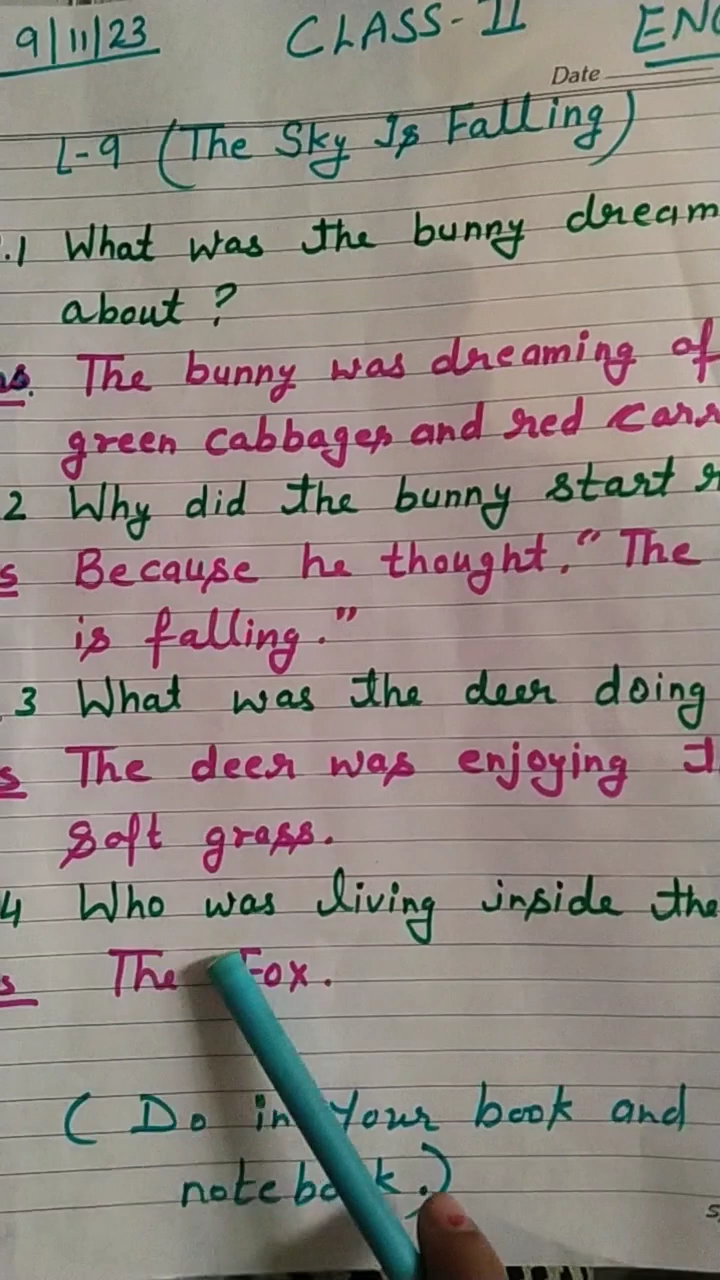 9/11/23 CLASS-II
Date
L-9 (The Sky Is Falling)
.1 What was the bunny dream
about ?
The bunny was dreaming of
green cabbages and red
2 Why did the bunny start
s Because he thought, "The
is falling."
3 What was the deer doing
s The deer was enjoying
soft grass.
4 Who was living inside the
s The Fox.
( Do in your book and
notebook.)